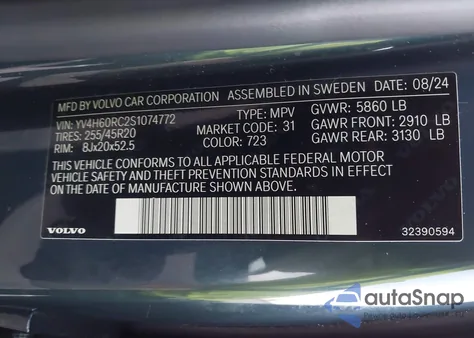 MFD BY VOLVO CAR CORPORATION ASSEMBLED IN SWEDEN DATE: 08/24
VIN: YV4H60RC2S1074772 TYPE: MPV GVWR: 5860 LB
TIRES: 255/45R20 MARKET CODE: 31 GAWR FRONT: 2910 LB
RIM: 8Jx20x52.5 COLOR: 723 GAWR REAR: 3130 LB
THIS VEHICLE CONFORMS TO ALL APPLICABLE FEDERAL MOTOR
VEHICLE SAFETY AND THEFT PREVENTION STANDARDS IN EFFECT
ON DATE OF MANUFACTURE SHOWN ABOVE.
VOLVO 32390594
autoSnap